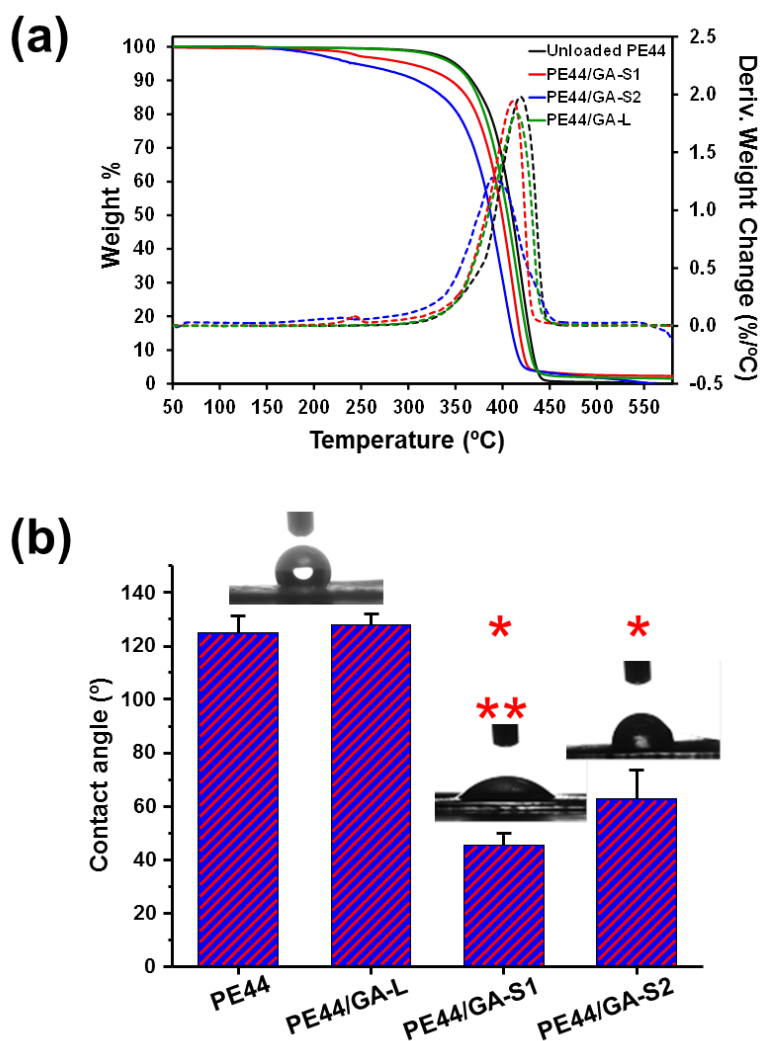 (a)
100
90
80
70
60
50
40
30
20
10
0
Weight %
2.5
2.0
1.5
1.0
0.5
0.0
-0.5
Deriv. Weight Change (%/ºC)
Unloaded PE44
PE44/GA-S1
PE44/GA-S2
PE44/GA-L
50 100 150 200 250 300 350 400 450 500 550
Temperature (ºC)
(b)
140
120
100
80
60
40
20
0
Contact angle (º)
*
*
**
PE44
PE44/GA-L
PE44/GA-S1
PE44/GA-S2